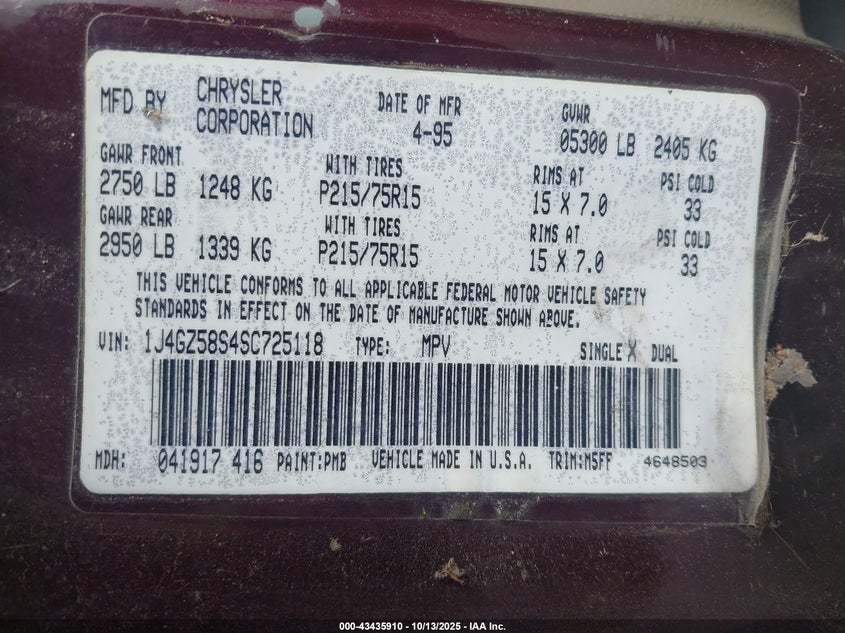 MFD BY CHRYSLER CORPORATION DATE OF MFR 4-95 GVWR 05300 LB 2405 KG
GAWR FRONT WITH TIRES RIMS AT PSI COLD
2750 LB 1248 KG P215/75R15 15 X 7.0 33
GAWR REAR WITH TIRES RIMS AT PSI COLD
2950 LB 1339 KG P215/75R15 15 X 7.0 33
THIS VEHICLE CONFORMS TO ALL APPLICABLE FEDERAL MOTOR VEHICLE SAFETY
STANDARDS IN EFFECT ON THE DATE OF MANUFACTURE SHOWN ABOVE.
VIN: 1J4GZ58S4SC725118 TYPE: MPV SINGLE X DUAL
MDH: 041917 416 PAINT:PMB VEHICLE MADE IN U.S.A. TRIM:M5FF 4648503
000-43435910 - 10/13/2025 - IAA Inc.